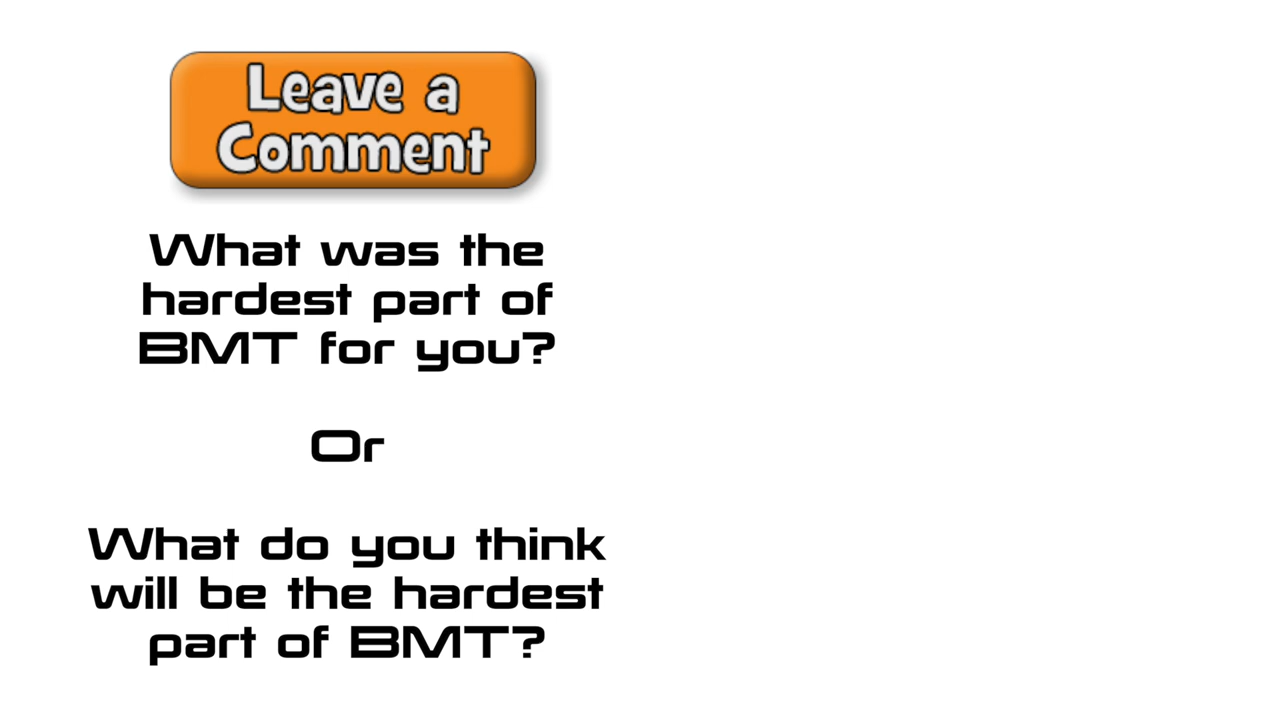 Leave a
Comment
What was the
hardest part of
BMT for you?
Or
What do you think
will be the hardest
part of BMT?